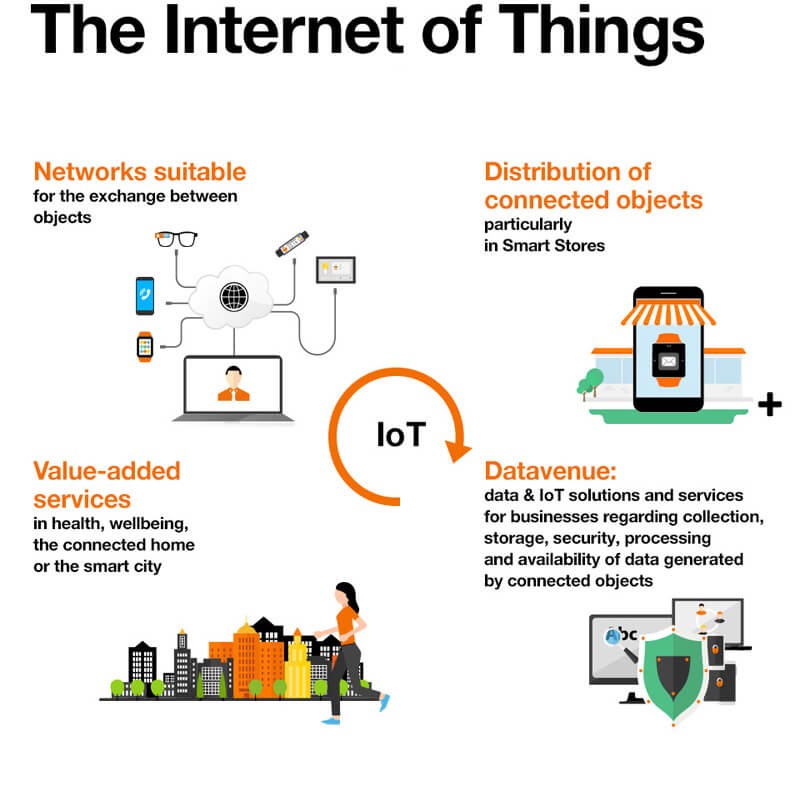 The Internet of Things
Networks suitable
for the exchange between
objects
Distribution of
connected objects
particularly
in Smart Stores
+
IoT
Value-added
services
in health, wellbeing,
the connected home
or the smart city
Datavenue:
data & IoT solutions and services
for businesses regarding collection,
storage, security, processing
and availability of data generated
by connected objects
Abc